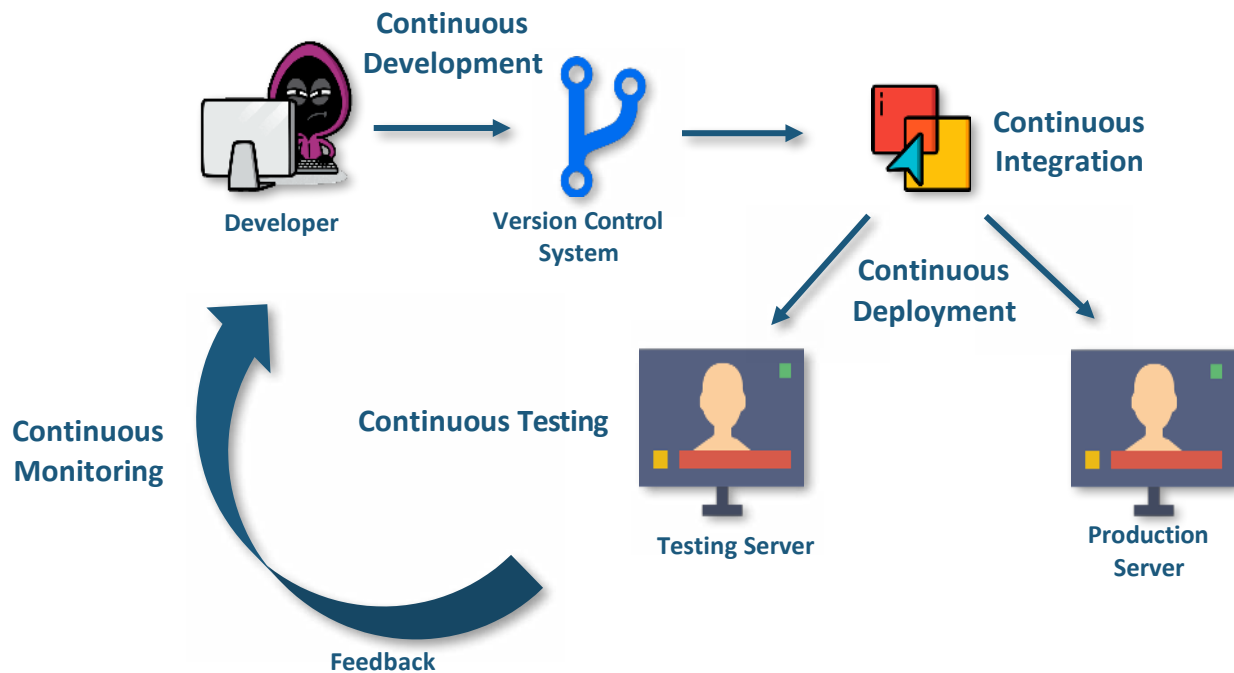 Continuous
Development
Developer
Version Control
System
Continuous
Integration
Continuous
Deployment
Continuous Testing
Testing Server
Production
Server
Continuous
Monitoring
Feedback